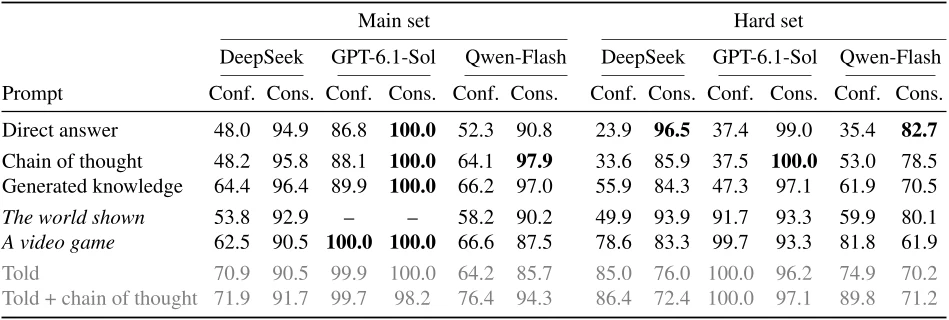 Main set Hard set
DeepSeek GPT-6.1-Sol Qwen-Flash DeepSeek GPT-6.1-Sol Qwen-Flash
Prompt Conf. Cons. Conf. Cons. Conf. Cons. Conf. Cons. Conf. Cons. Conf. Cons.
Direct answer 48.0 94.9 86.8 100.0 52.3 90.8 23.9 96.5 37.4 99.0 35.4 82.7
Chain of thought 48.2 95.8 88.1 100.0 64.1 97.9 33.6 85.9 37.5 100.0 53.0 78.5
Generated knowledge 64.4 96.4 89.9 100.0 66.2 97.0 55.9 84.3 47.3 97.1 61.9 70.5
The world shown 53.8 92.9 – – 58.2 90.2 49.9 93.9 91.7 93.3 59.9 80.1
A video game 62.5 90.5 100.0 100.0 66.6 87.5 78.6 83.3 99.7 93.3 81.8 61.9
Told 70.9 90.5 99.9 100.0 64.2 85.7 85.0 76.0 100.0 96.2 74.9 70.2
Told + chain of thought 71.9 91.7 99.7 98.2 76.4 94.3 86.4 72.4 100.0 97.1 89.8 71.2